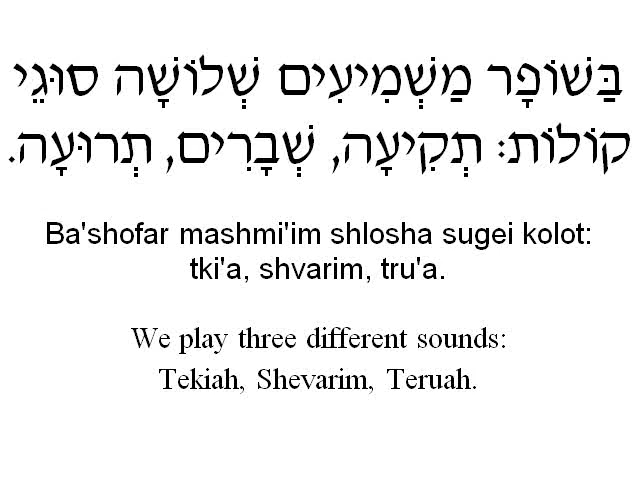 בַּשּׁוֹפָר מַשְׁמִיעִים שְׁלוֹשָׁה סוּגֵי
קוֹלוֹת: תְּקִיעָה, שְׁבָרִים, תְּרוּעָה.
Ba'shofar mashmi'im shlosha sugei kolot:
tki'a, shvarim, tru'a.
We play three different sounds:
Tekiah, Shevarim, Teruah.